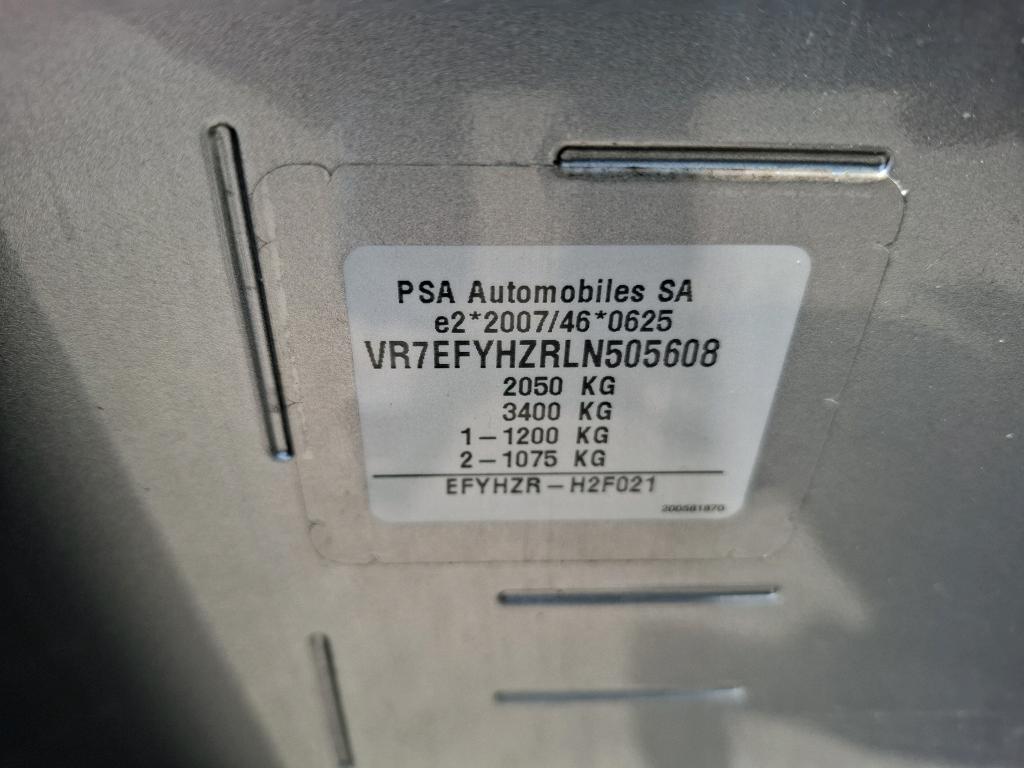 PSA Automobiles SA
e2*2007/46*0625
VR7EFYHZRLN505608
2050 KG
3400 KG
1-1200 KG
2-1075 KG
EFYHZR-H2F021
200581870